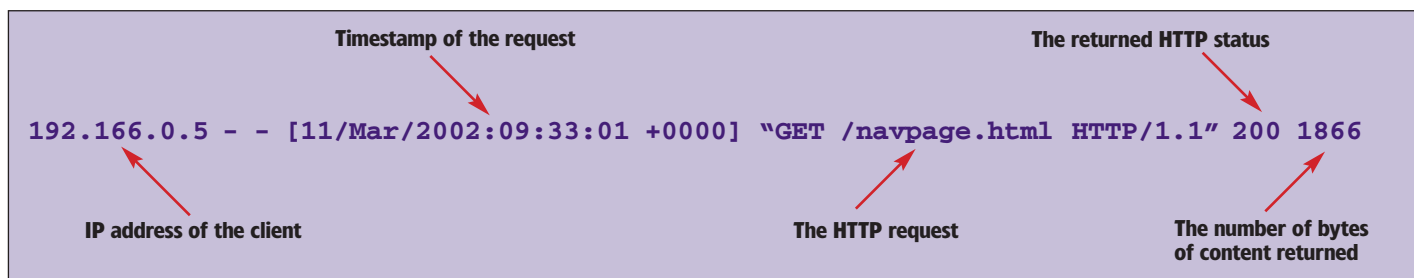 Timestamp of the request
The returned HTTP status
192.166.0.5 - - [11/Mar/2002:09:33:01 +0000] “GET /navpage.html HTTP/1.1” 200 1866
IP address of the client
The HTTP request
The number of bytes
of content returned